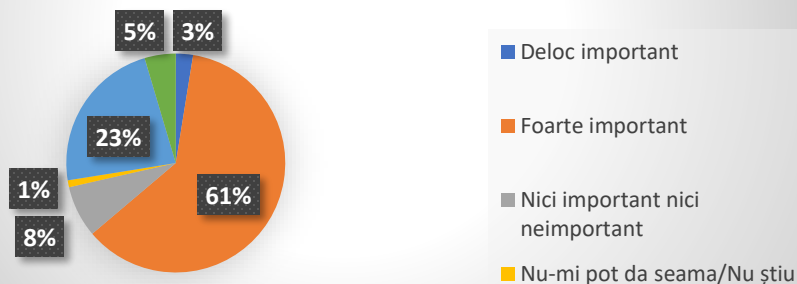 5%
3%
23%
1%
61%
8%
Deloc important
Foarte important
Nici important nici
neimportant
Nu-mi pot da seama/Nu știu